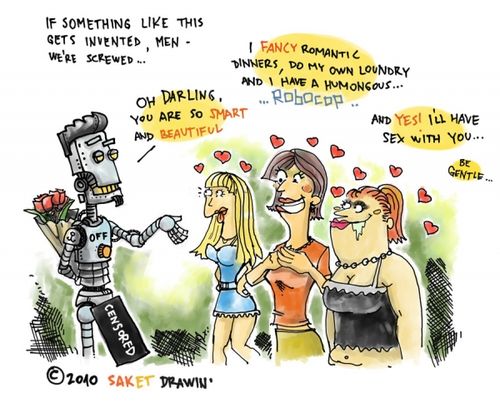 IF SOMETHING LIKE THIS
GETS INVENTED, MEN -
WE'RE SCREWED...
OH DARLING,
YOU ARE SO SMART
AND BEAUTIFUL
I FANCY ROMANTIC
DINNERS, DO MY OWN LOUNDRY
AND I HAVE A HUMONGOUS...
... ROBOCOP ..
AND YES! I'LL HAVE
SEX WITH YOU...
BE
GENTLE...
OFF
CENSORED
© 2010 SAKET DRAWIN'